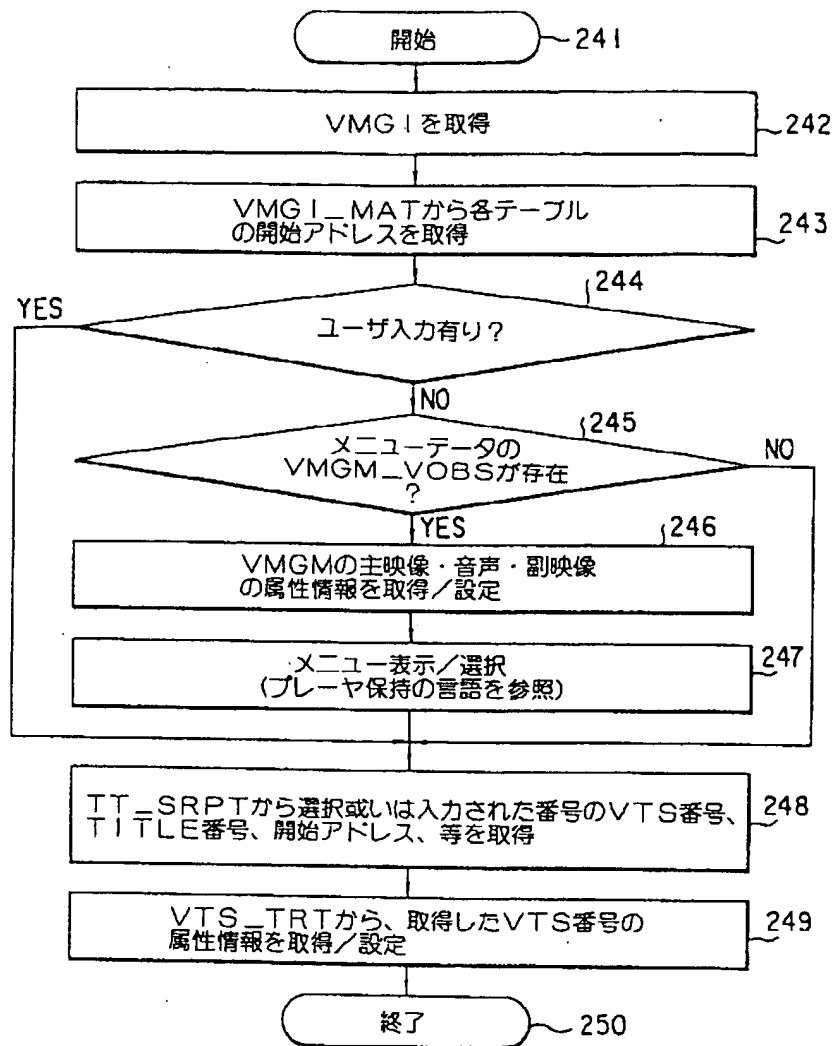 開始
241
VMGIを取得
242
VMGI_MATから各テーブル
の開始アドレスを取得
243
244
YES
ユーザ入力有り?
NO
245
メニューテータの
VMGM_VOBSが存在
?
NO
YES
246
VMGMの主映像・音声・副映像
の属性情報を取得/設定
247
メニュー表示/選択
(プレーヤ保持の言語を参照)
TT_SRPTから選択或いは入力された番号のVTS番号、
TITLE番号、開始アドレス、等を取得
248
VTS_TRTから、取得したVTS番号の
属性情報を取得/設定
249
終了
250